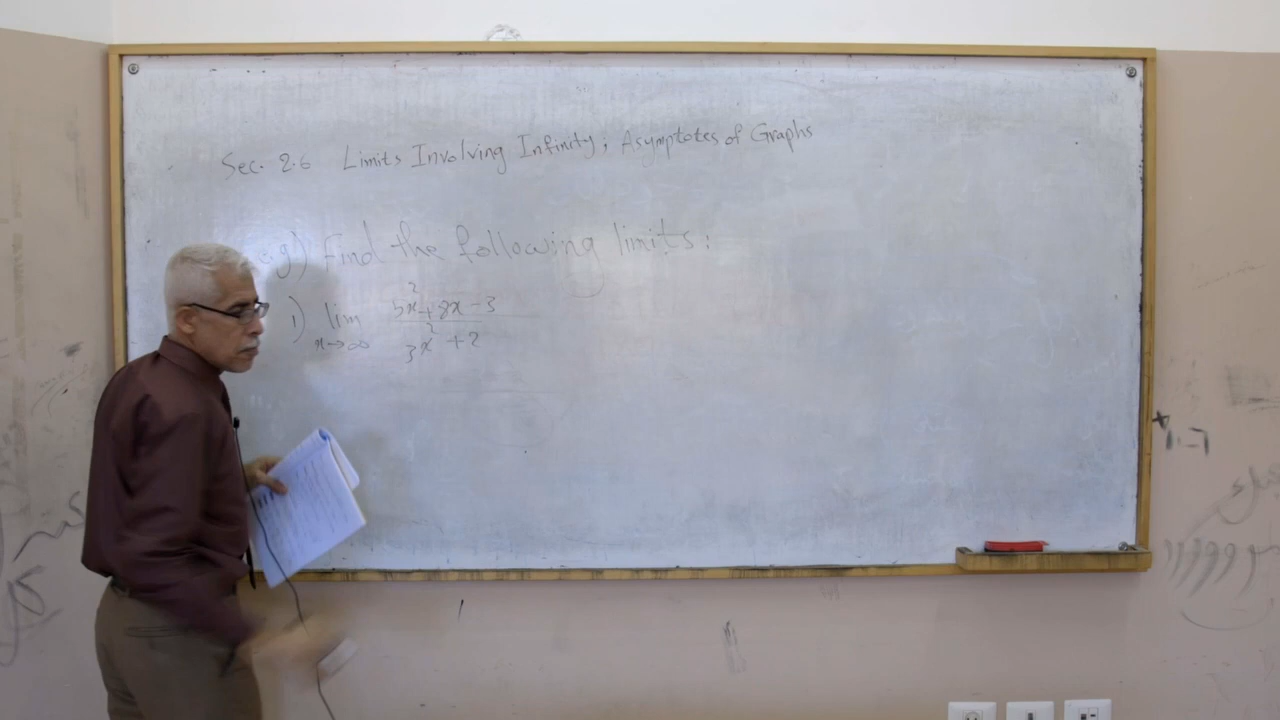 Sec. 2.6 Limits Involving Infinity; Asymptotes of Graphs
e.g) Find the following limits:
1) lim x→∞ (5x² + 8x - 3) / (3x² + 2)